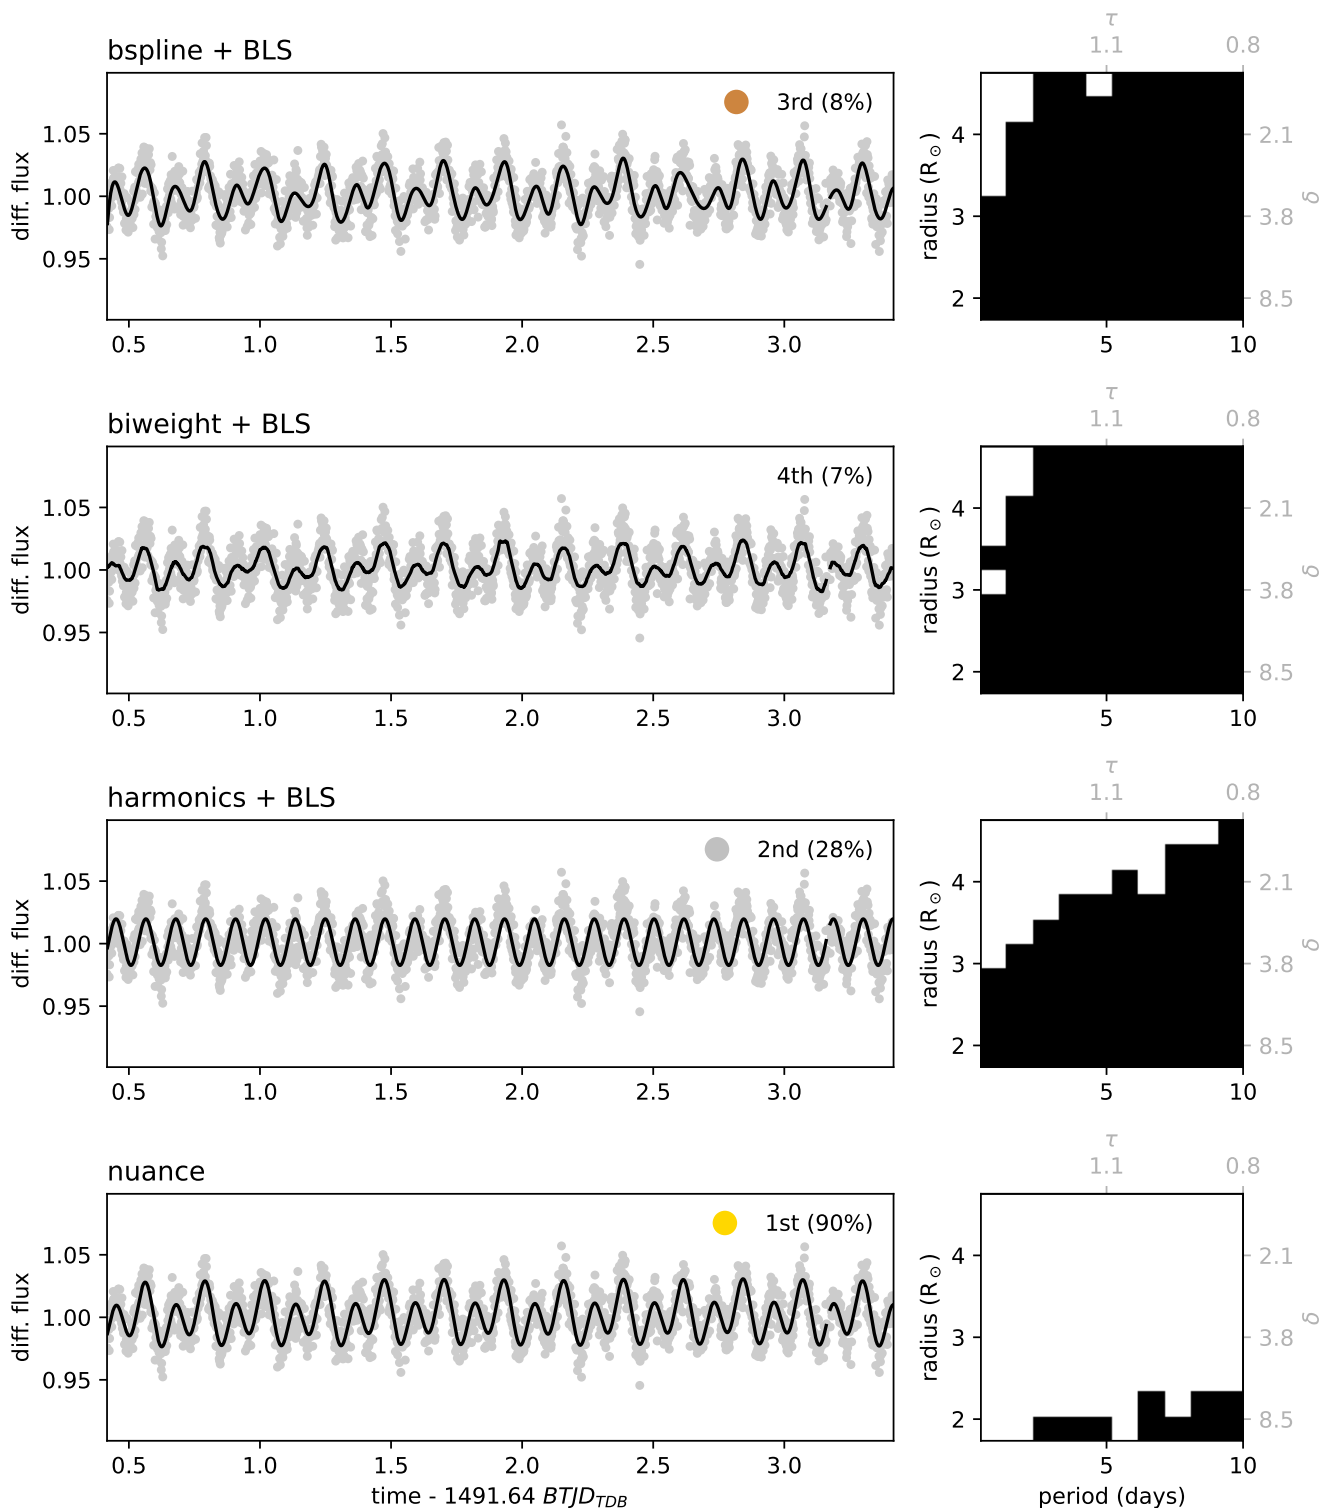 τ
1.1 0.8
bspline + BLS
3rd (8%)
1.05
1.00
0.95
diff. flux
0.5 1.0 1.5 2.0 2.5 3.0
4
3
2
radius (R☉)
2.1
3.8
8.5
δ
5 10
τ
1.1 0.8
biweight + BLS
4th (7%)
1.05
1.00
0.95
diff. flux
0.5 1.0 1.5 2.0 2.5 3.0
4
3
2
radius (R☉)
2.1
3.8
8.5
δ
5 10
τ
1.1 0.8
harmonics + BLS
2nd (28%)
1.05
1.00
0.95
diff. flux
0.5 1.0 1.5 2.0 2.5 3.0
4
3
2
radius (R☉)
2.1
3.8
8.5
δ
5 10
τ
1.1 0.8
nuance
1st (90%)
1.05
1.00
0.95
diff. flux
0.5 1.0 1.5 2.0 2.5 3.0
time - 1491.64 BTJD_TDB
4
3
2
radius (R☉)
2.1
3.8
8.5
δ
5 10
period (days)